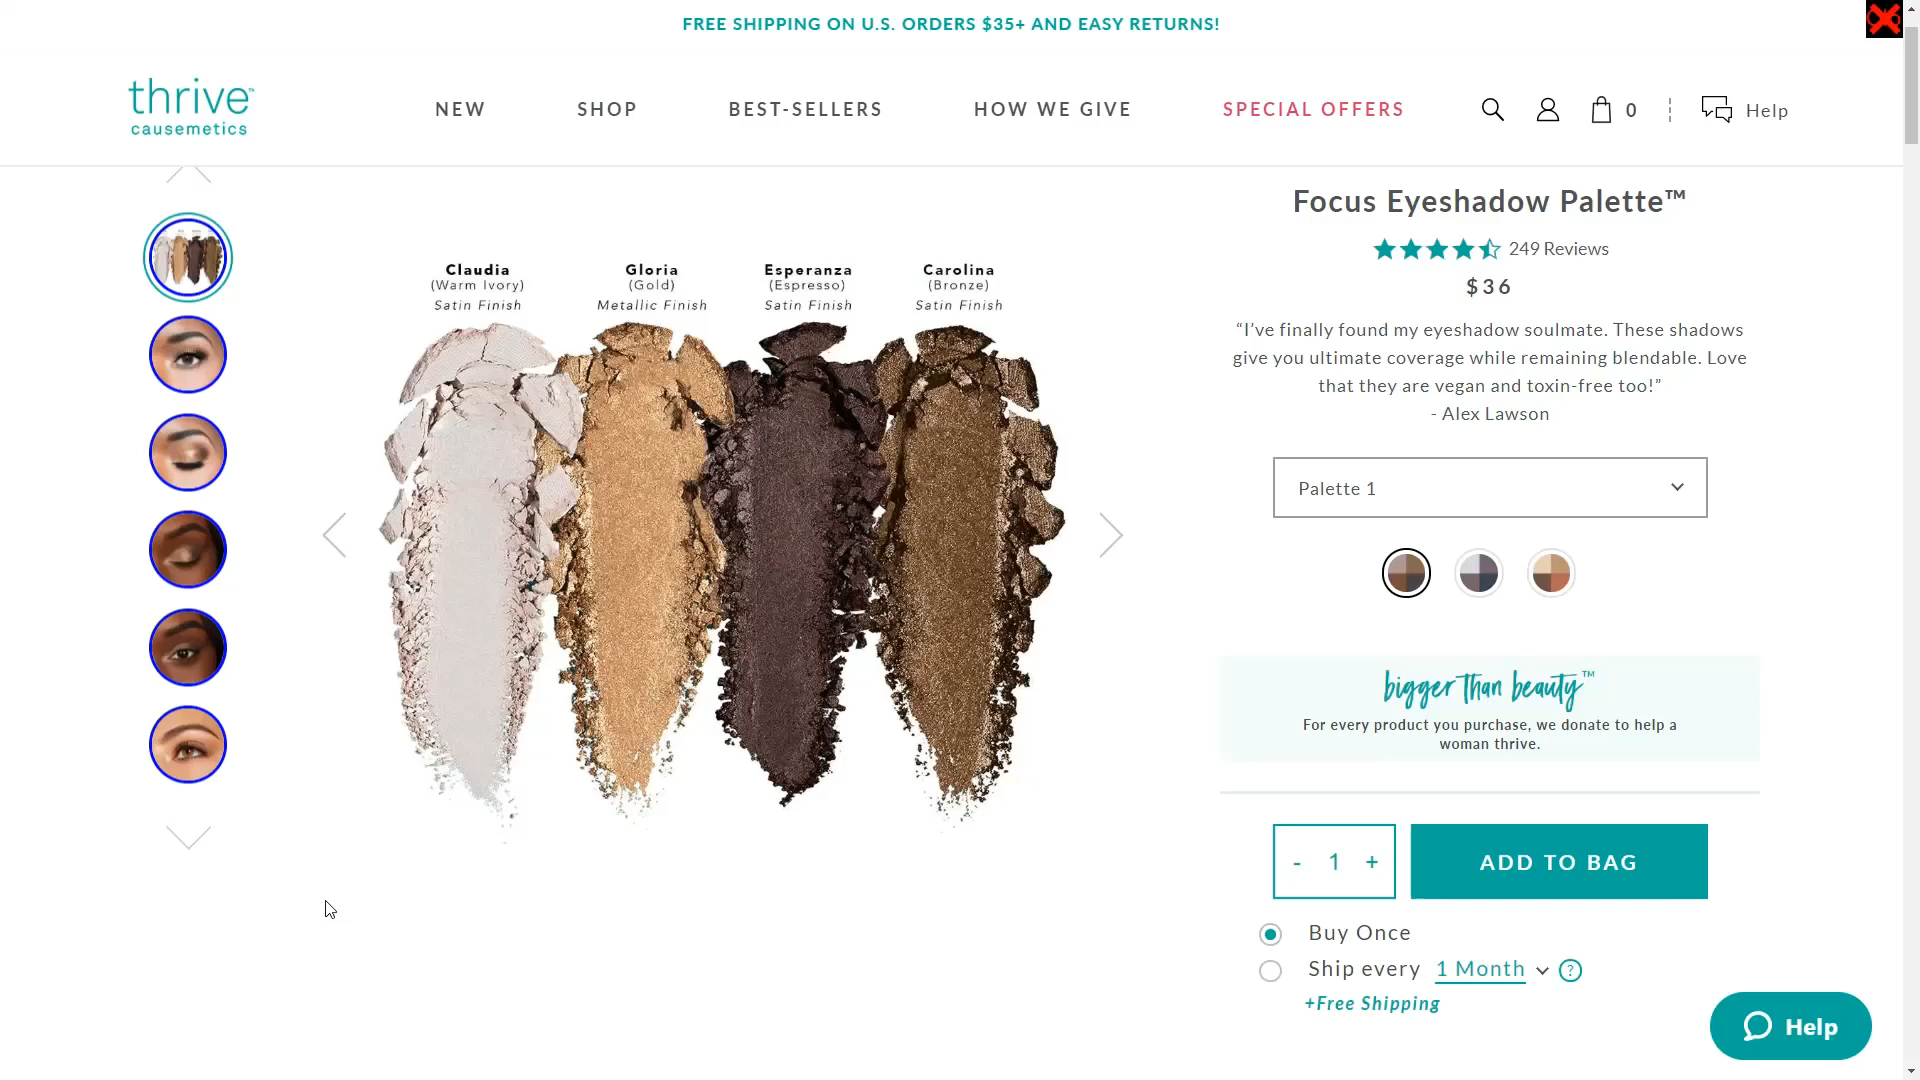 FREE SHIPPING ON U.S. ORDERS $35+ AND EASY RETURNS!
thrive™
causemetics
NEW
SHOP
BEST-SELLERS
HOW WE GIVE
SPECIAL OFFERS
0
Help
Claudia
(Warm Ivory)
Satin Finish
Gloria
(Gold)
Metallic Finish
Esperanza
(Espresso)
Satin Finish
Carolina
(Bronze)
Satin Finish
Focus Eyeshadow Palette™
249 Reviews
$36
“I’ve finally found my eyeshadow soulmate. These shadows
give you ultimate coverage while remaining blendable. Love
that they are vegan and toxin-free too!”
- Alex Lawson
Palette 1
bigger than beauty™
For every product you purchase, we donate to help a
woman thrive.
- 1 +
ADD TO BAG
Buy Once
Ship every 1 Month ?
+Free Shipping
Help